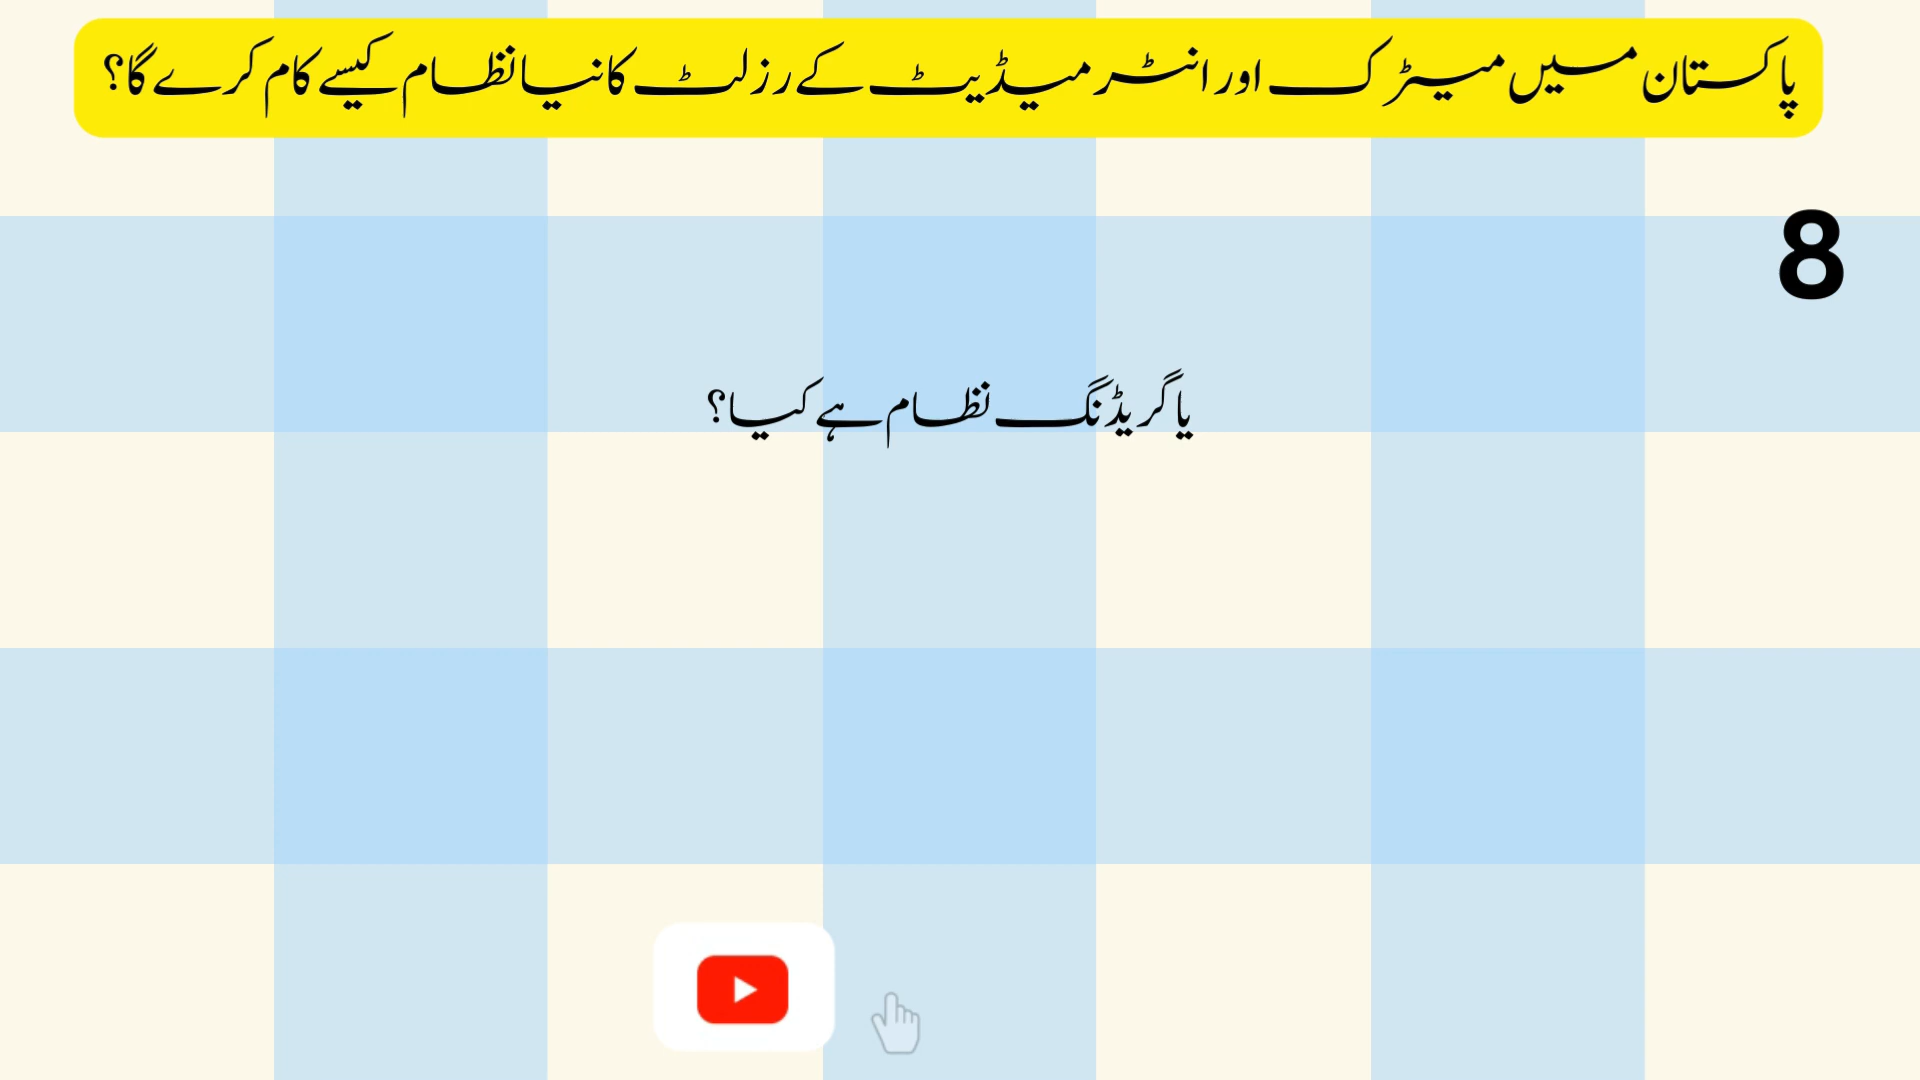 پاکستان میں میٹرک اور انٹرمیڈیٹ کے رزلٹ کا نیا نظام کیسے کام کرے گا؟
8
یا گریڈنگ نظام ہے کیا؟